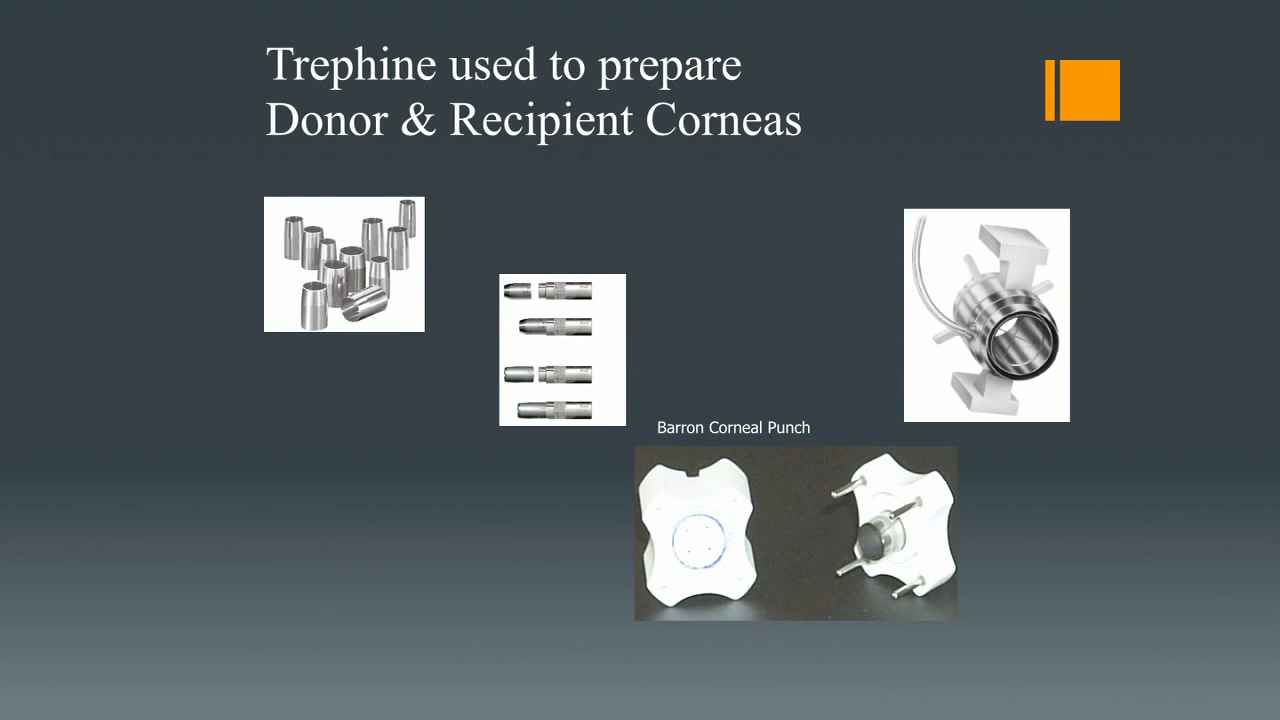 Trephine used to prepare
Donor & Recipient Corneas
Barron Corneal Punch